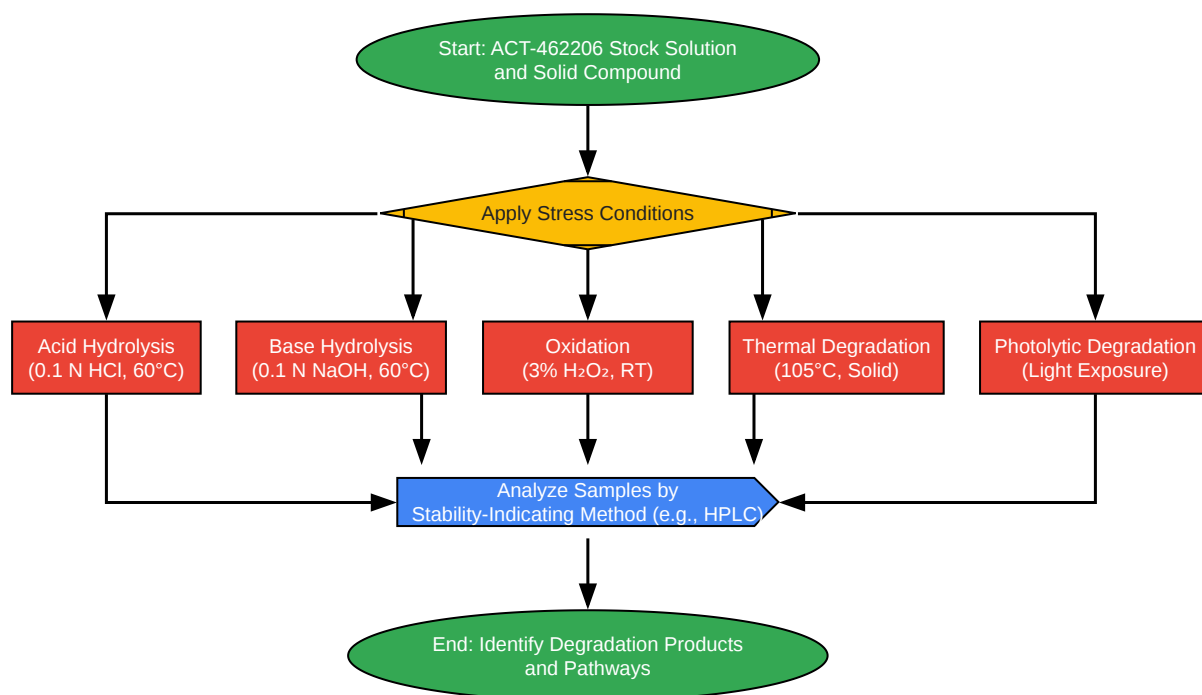 Start: ACT-462206 Stock Solution
and Solid Compound
Apply Stress Conditions
Acid Hydrolysis
(0.1 N HCl, 60°C)
Base Hydrolysis
(0.1 N NaOH, 60°C)
Oxidation
(3% H₂O₂, RT)
Thermal Degradation
(105°C, Solid)
Photolytic Degradation
(Light Exposure)
Analyze Samples by
Stability-Indicating Method (e.g., HPLC)
End: Identify Degradation Products
and Pathways